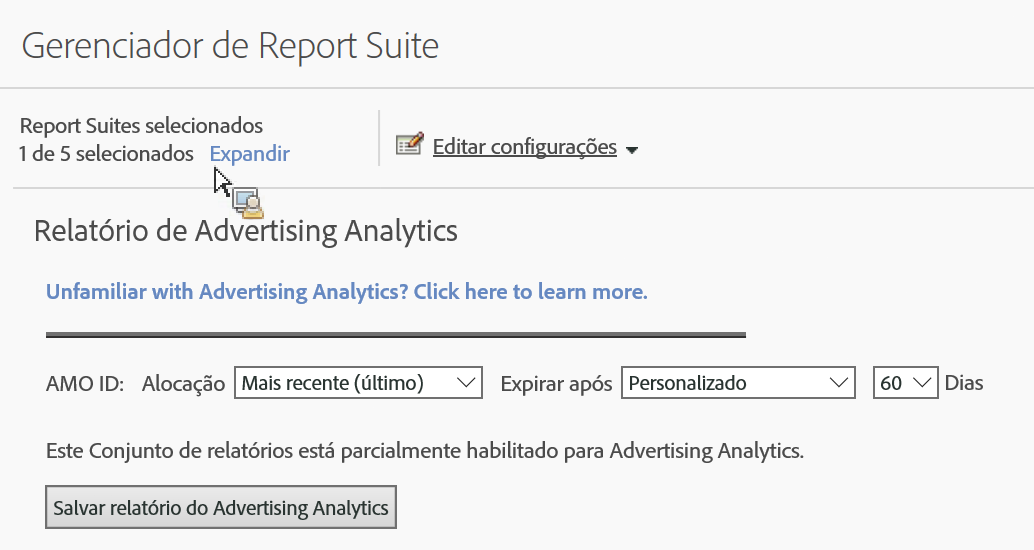 Gerenciador de Report Suite
Report Suites selecionados
1 de 5 selecionados Expandir
Editar configurações
Relatório de Advertising Analytics
Unfamiliar with Advertising Analytics? Click here to learn more.
AMO ID: Alocação Mais recente (último) Expirar após Personalizado 60 Dias
Este Conjunto de relatórios está parcialmente habilitado para Advertising Analytics.
Salvar relatório do Advertising Analytics